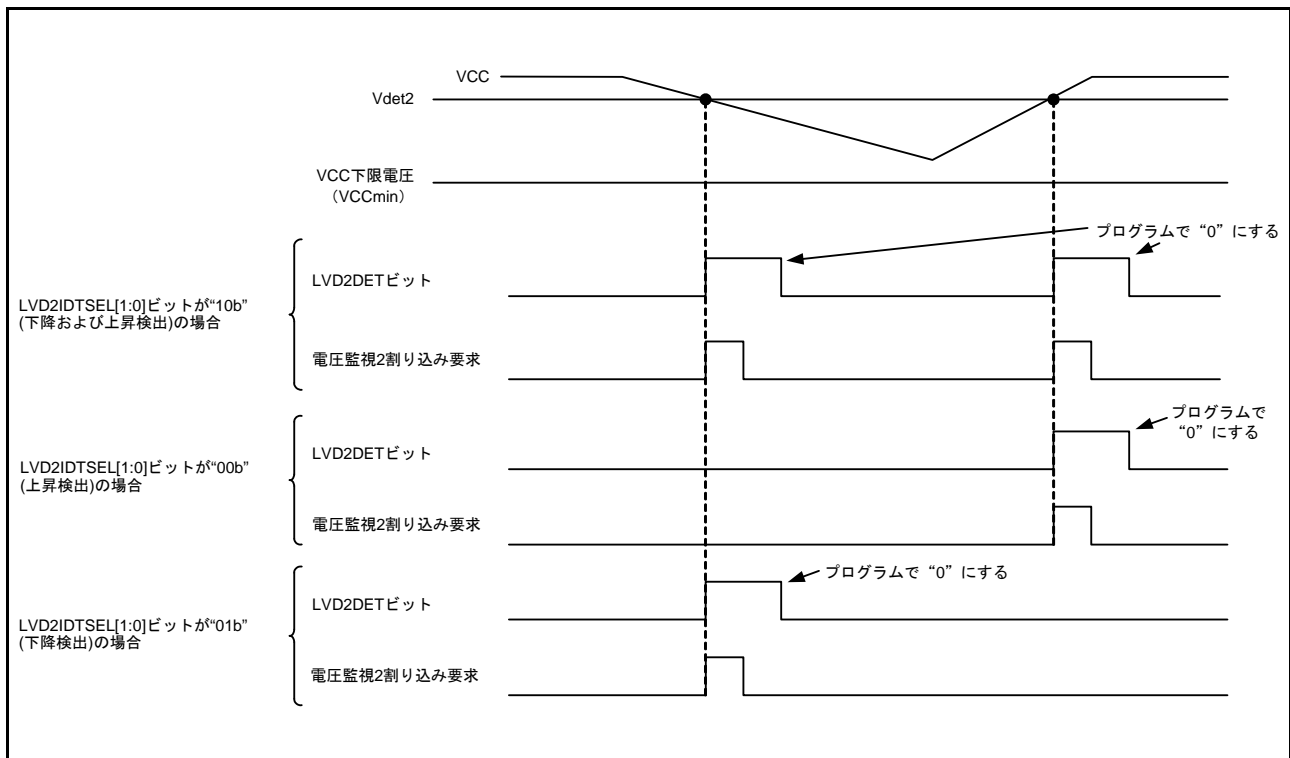 VCC
Vdet2
VCC下限電圧
（VCCmin）
プログラムで “0” にする
LVD2IDTSEL[1:0]ビットが“10b”
(下降および上昇検出)の場合
LVD2DETビット
電圧監視2割り込み要求
プログラムで
“0” にする
LVD2IDTSEL[1:0]ビットが“00b”
(上昇検出)の場合
LVD2DETビット
電圧監視2割り込み要求
プログラムで “0” にする
LVD2IDTSEL[1:0]ビットが“01b”
(下降検出)の場合
LVD2DETビット
電圧監視2割り込み要求